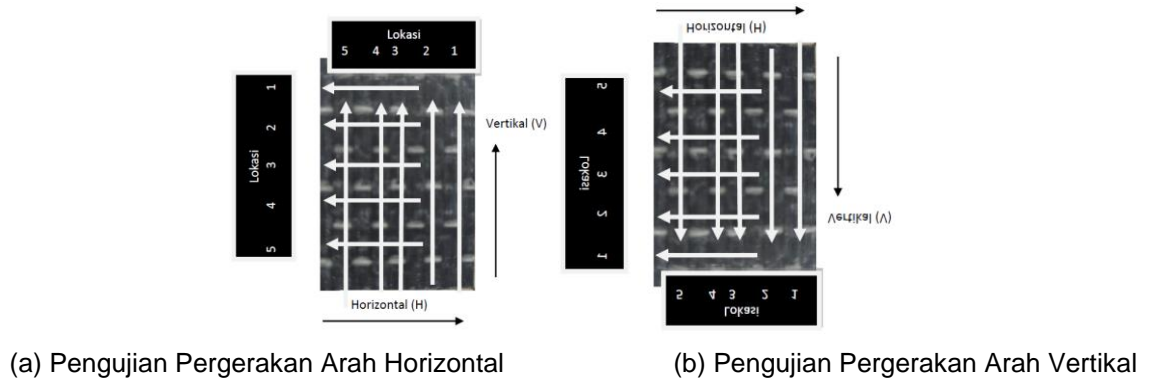 Lokasi
5 4 3 2 1
Lokasi
1
2
3
4
5
Vertikal (V)
Horizontal (H)
Horizontal (H)
5
4
3
2
1
Lokasi
Vertikal (V)
5 4 3 2 1
Lokasi
(a) Pengujian Pergerakan Arah Horizontal
(b) Pengujian Pergerakan Arah Vertikal